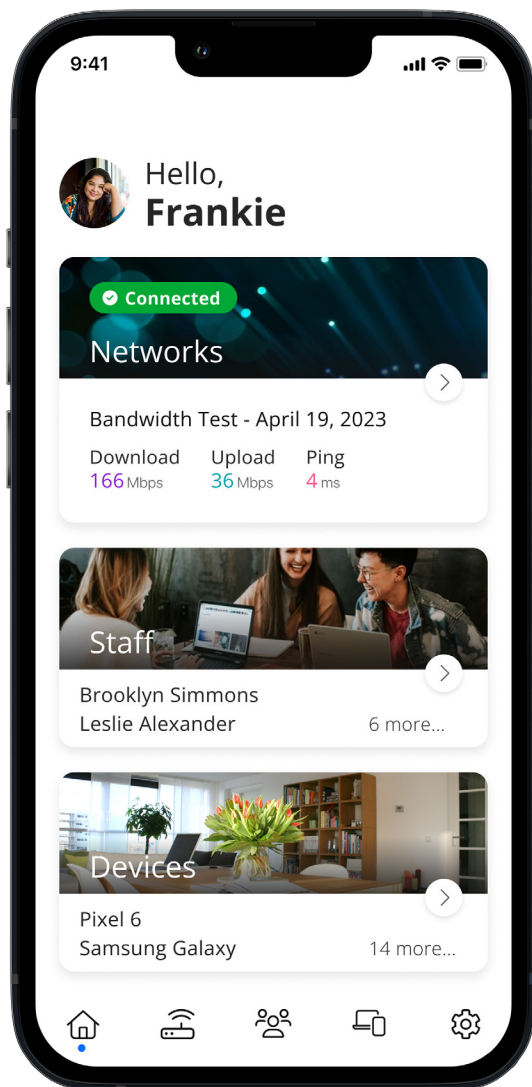 9:41
Hello,
Frankie
Connected
Networks
Bandwidth Test - April 19, 2023
Download Upload Ping
166 Mbps 36 Mbps 4 ms
Staff
Brooklyn Simmons
Leslie Alexander 6 more...
Devices
Pixel 6
Samsung Galaxy 14 more...